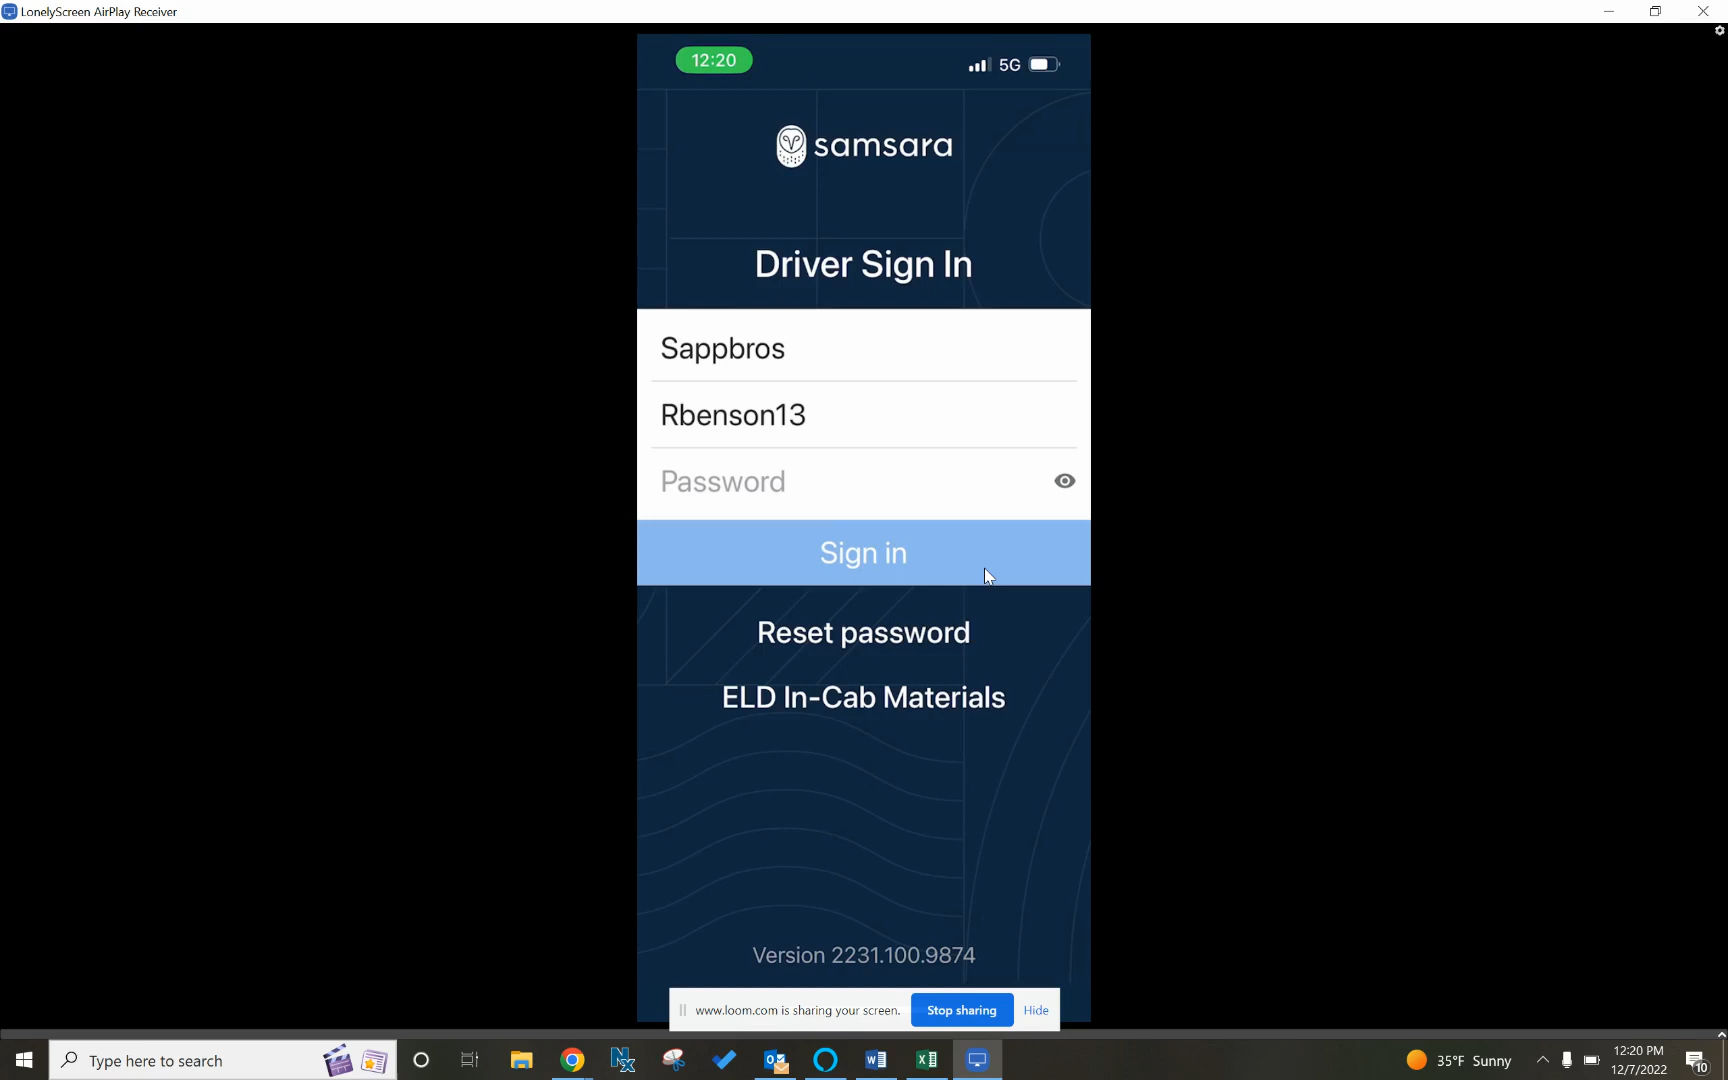 LonelyScreen AirPlay Receiver
12:20
5G
samsara
Driver Sign In
Sappbros
Rbenson13
Password
Sign in
Reset password
ELD In-Cab Materials
Version 2231.100.9874
www.loom.com is sharing your screen.
Stop sharing
Hide
Type here to search
35°F Sunny
12:20 PM
12/7/2022
10